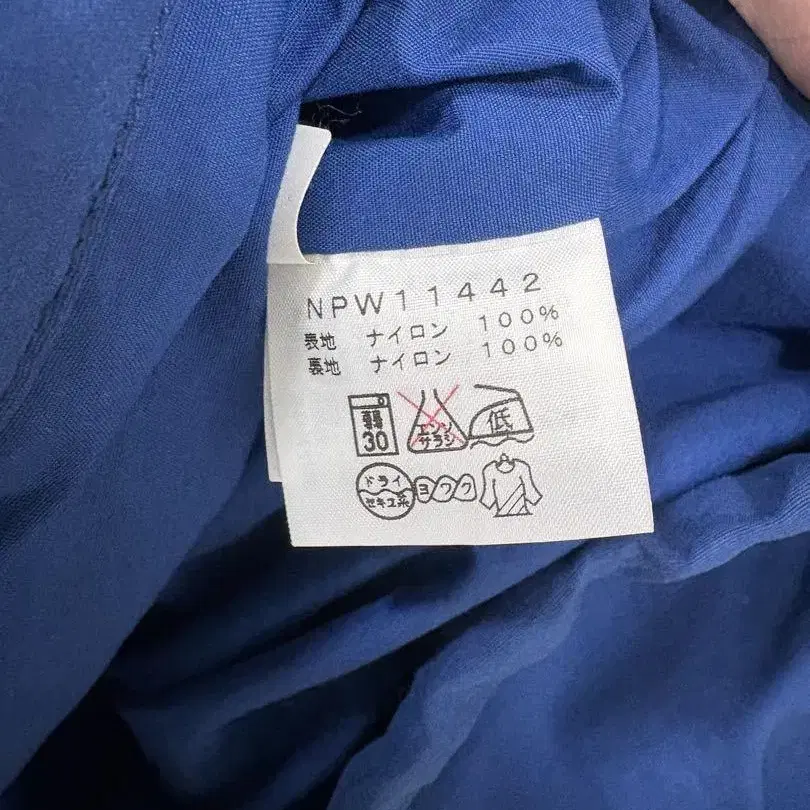 NPW11442
表地 ナイロン 100%
裏地 ナイロン 100%
弱
30
エンソ
サラシ
低
ドライ
セキユ系
ヨワク